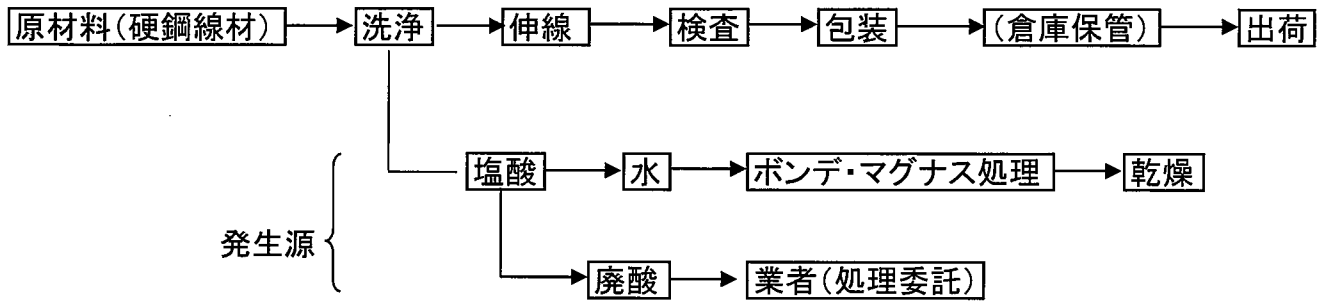 原材料(硬鋼線材) 洗浄 伸線 検査 包装 (倉庫保管) 出荷
塩酸 水 ボンデ・マグナス処理 乾燥
発生源
廃酸 業者(処理委託)